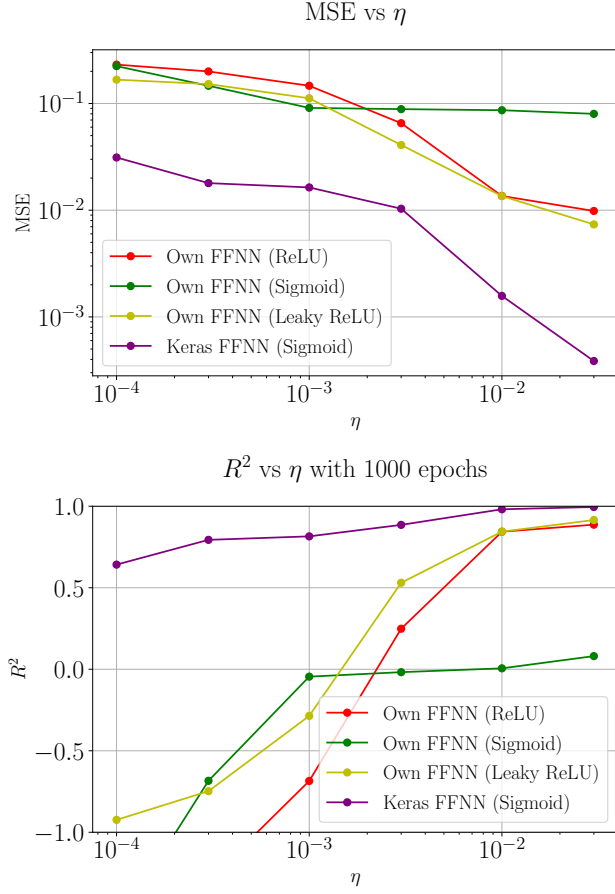 MSE vs η
MSE
10⁻¹
10⁻²
10⁻³
Own FFNN (ReLU)
Own FFNN (Sigmoid)
Own FFNN (Leaky ReLU)
Keras FFNN (Sigmoid)
10⁻⁴ 10⁻³ 10⁻²
η
R² vs η with 1000 epochs
R²
1.0
0.5
0.0
−0.5
−1.0
Own FFNN (ReLU)
Own FFNN (Sigmoid)
Own FFNN (Leaky ReLU)
Keras FFNN (Sigmoid)
10⁻⁴ 10⁻³ 10⁻²
η